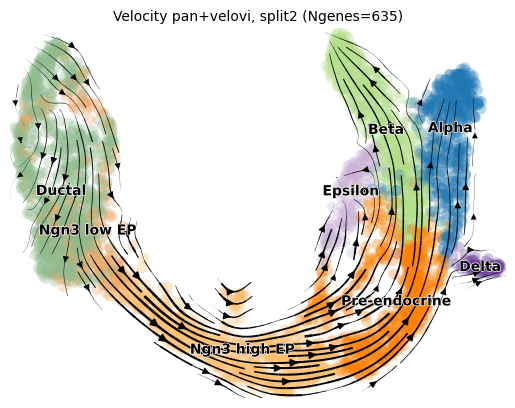 Velocity pan+velovi, split2 (Ngenes=635)
Beta
Alpha
Ductal
Epsilon
Ngn3 low EP
Delta
Pre-endocrine
Ngn3 high EP